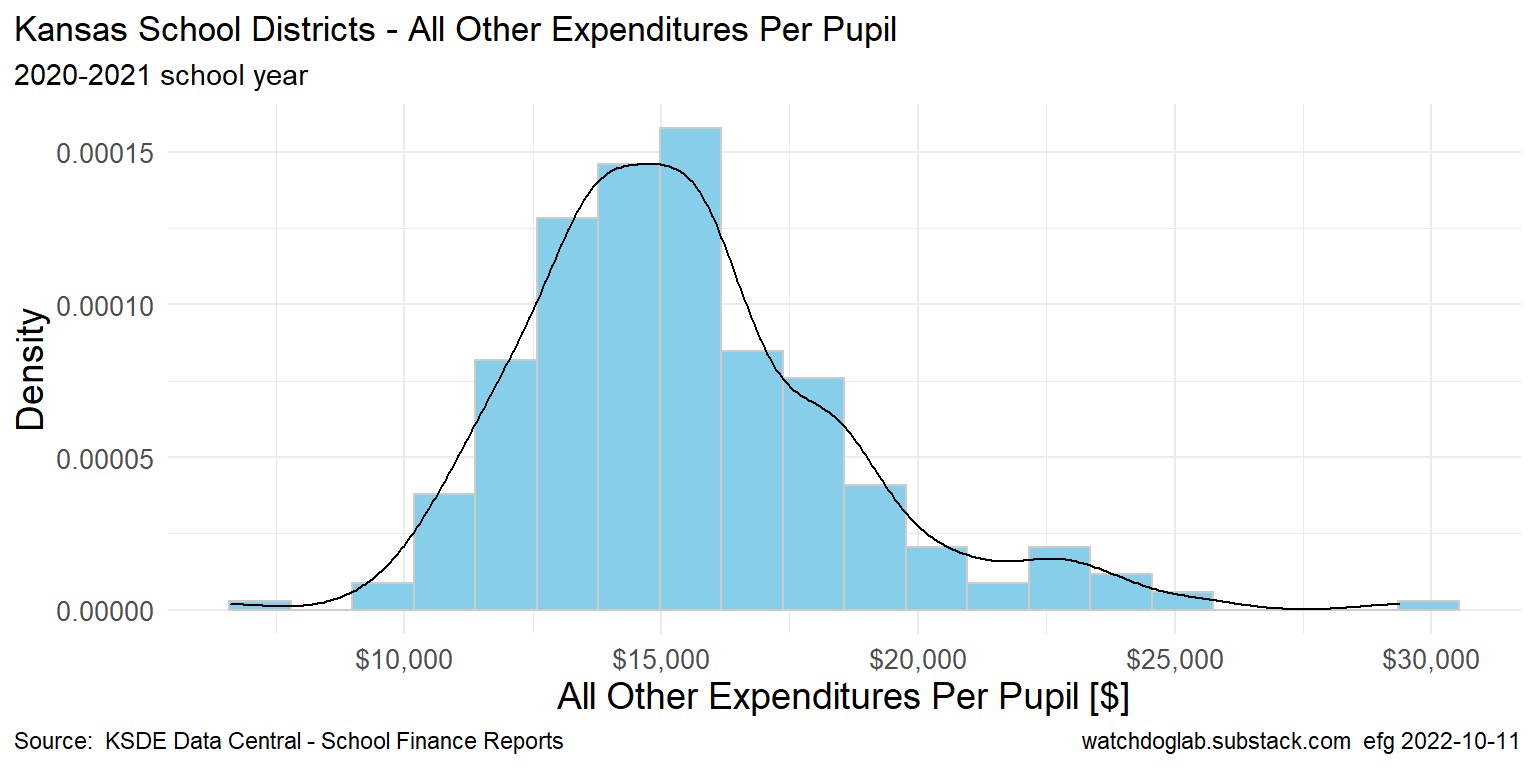 Kansas School Districts - All Other Expenditures Per Pupil
2020-2021 school year
0.00015
0.00010
0.00005
0.00000
Density
$10,000 $15,000 $20,000 $25,000 $30,000
All Other Expenditures Per Pupil [$]
Source:  KSDE Data Central - School Finance Reports
watchdoglab.substack.com  efg 2022-10-11